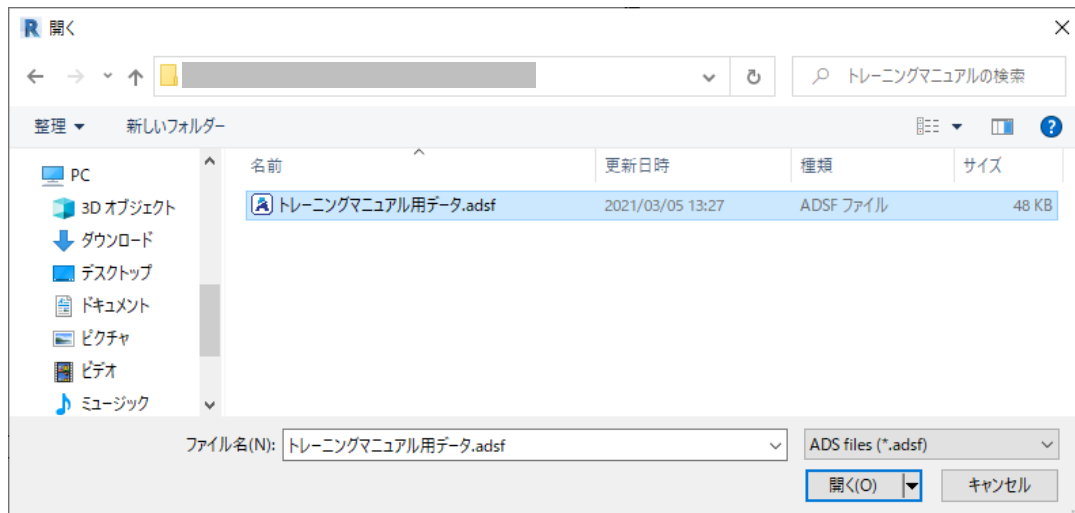 R 開く
トレーニングマニュアルの検索
整理 新しいフォルダー
名前 更新日時 種類 サイズ
PC
3D オブジェクト
ダウンロード
デスクトップ
ドキュメント
ピクチャ
ビデオ
ミュージック
トレーニングマニュアル用データ.adsf 2021/03/05 13:27 ADSF ファイル 48 KB
ファイル名(N): トレーニングマニュアル用データ.adsf ADS files (*.adsf)
開く(O) キャンセル